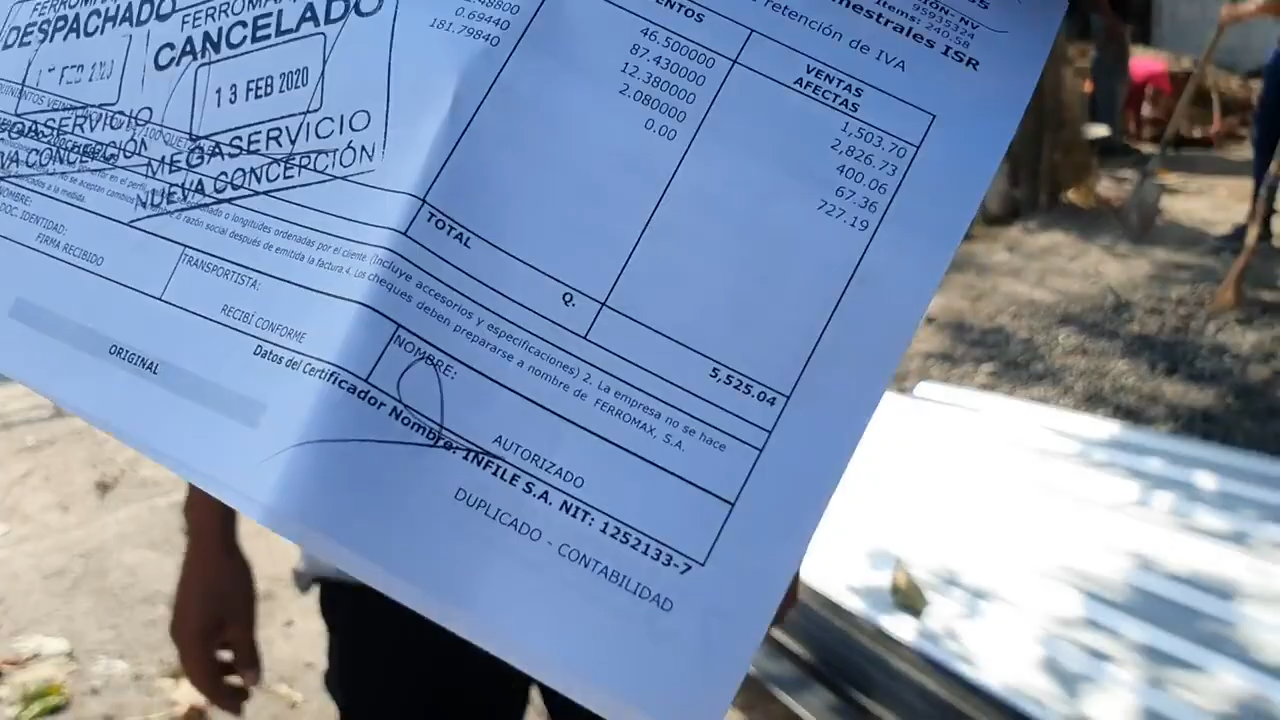 DESPACHADO
CANCELADO
13 FEB 2020
MEGASERVICIO
NUEVA CONCEPCIÓN
0.69440
181.79840
retención de IVA
mestrales ISR
95935324
240.58
VENTAS
AFECTAS
46.500000
87.430000
12.380000
2.080000
0.00
1,503.70
2,826.73
400.06
67.36
727.19
TOTAL
Q.
5,525.04
longitudes ordenadas por el cliente (Incluye accesorios y especificaciones) 2. La empresa no se hace
razón social después de emitida la factura 4. Los cheques deben prepararse a nombre de FERROMAX, S.A.
NOMBRE:
DOC. IDENTIDAD:
FIRMA RECIBIDO
TRANSPORTISTA:
RECIBÍ CONFORME
NOMBRE:
AUTORIZADO
Datos del Certificador Nombre: INFILE S.A. NIT: 1252133-7
ORIGINAL
DUPLICADO - CONTABILIDAD